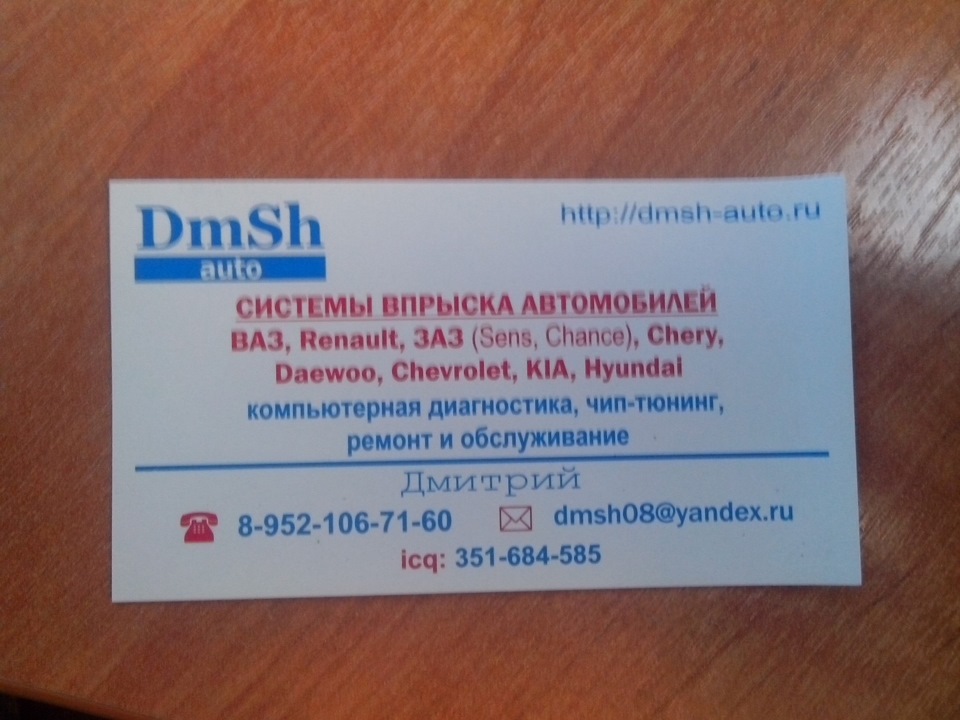 DmSh
auto
http://dmsh-auto.ru
СИСТЕМЫ ВПРЫСКА АВТОМОБИЛЕЙ
ВАЗ, Renault, ЗАЗ (Sens, Chance), Chery,
Daewoo, Chevrolet, KIA, Hyundai
компьютерная диагностика, чип-тюнинг,
ремонт и обслуживание
Дмитрий
8-952-106-71-60 dmsh08@yandex.ru
icq: 351-684-585